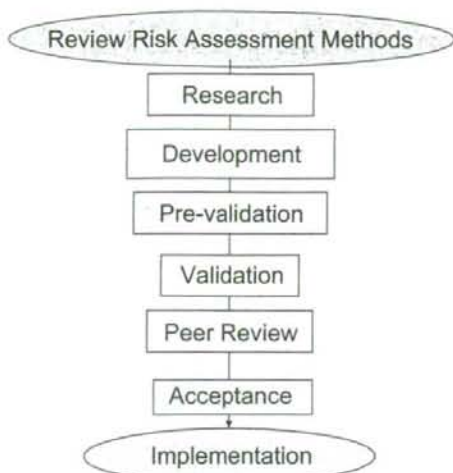 Review Risk Assessment Methods
Research
Development
Pre-validation
Validation
Peer Review
Acceptance
Implementation